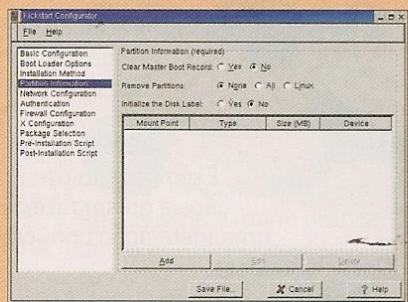 Kickstart Configurator
File Help
Basic Configuration
Boot Loader Options
Installation Method
Partition Information
Network Configuration
Authentication
Firewall Configuration
X Configuration
Package Selection
Pre-Installation Script
Post-Installation Script
Partition Information (required)
Clear Master Boot Record: Yes No
Remove Partitions: None All Linux
Initialize the Disk Label: Yes No
Mount Point Type Size (MB) Device
Add Edit Delete
Save File... Cancel Help